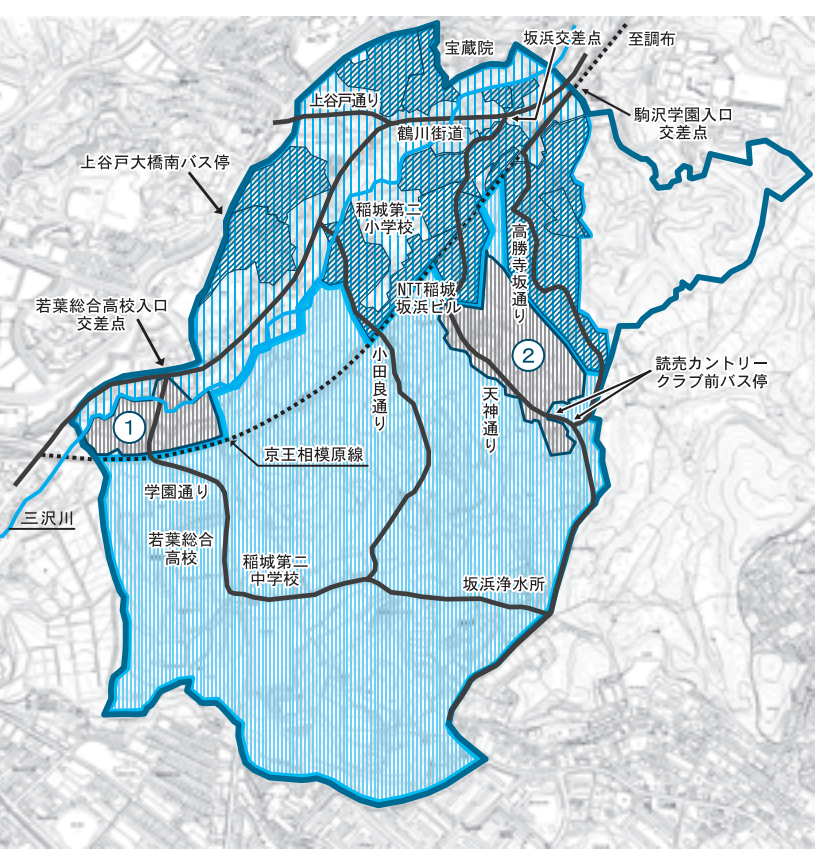 宝蔵院
坂浜交差点
至調布
上谷戸通り
鶴川街道
駒沢学園入口
交差点
上谷戸大橋南バス停
稲城第二
小学校
高勝寺坂通り
NTT稲城
坂浜ビル
若葉総合高校入口
交差点
小田良通り
②
読売カントリー
クラブ前バス停
天神通り
①
京王相模原線
学園通り
三沢川
若葉総合
高校
稲城第二
中学校
坂浜浄水所